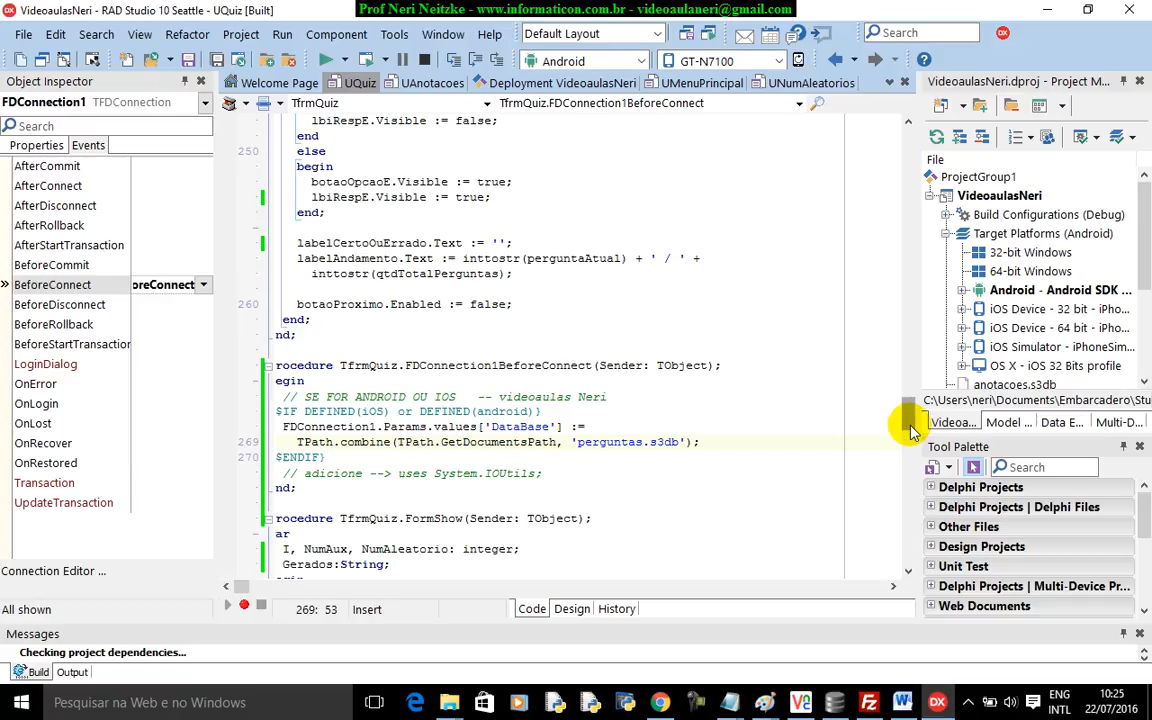 VideoaulasNeri - RAD Studio 10 Seattle - UQuiz [Built]
Prof Neri Neitzke - www.informaticon.com.br - videoaulaneri@gmail.com
File Edit Search View Refactor Project Run Component Tools Window Help
Default Layout
Search
Android
GT-N7100
Object Inspector
FDConnection1 TFDConnection
Search
Properties Events
AfterCommit
AfterConnect
AfterDisconnect
AfterRollback
AfterStartTransaction
BeforeCommit
BeforeConnect
oreConnect
BeforeDisconnect
BeforeRollback
BeforeStartTransaction
LoginDialog
OnError
OnLogin
OnLost
OnRecover
OnRestored
Transaction
UpdateTransaction
Connection Editor ...
All shown
Welcome Page UQuiz UAnotacoes Deployment VideoaulasNeri UMenuPrincipal UNumAleatorios
TfrmQuiz
TfrmQuiz.FDConnection1BeforeConnect
lbiRespE.Visible := false;
end
250 else
begin
botaoOpcaoE.Visible := true;
lbiRespE.Visible := true;
end;
labelCertoOuErrado.Text := '';
labelAndamento.Text := inttostr(perguntaAtual) + ' / ' +
inttostr(qtdTotalPerguntas);
260 botaoProximo.Enabled := false;
end;
nd;
rocedure TfrmQuiz.FDConnection1BeforeConnect(Sender: TObject);
egin
// SE FOR ANDROID OU IOS -- videoaulas Neri
$IF DEFINED(iOS) or DEFINED(android)}
FDConnection1.Params.values['DataBase'] :=
269 TPath.combine(TPath.GetDocumentsPath, 'perguntas.s3db');
270 $ENDIF}
// adicione --> uses System.IOUtils;
nd;
rocedure TfrmQuiz.FormShow(Sender: TObject);
ar
I, NumAux, NumAleatorio: integer;
Gerados:String;
269: 53 Insert
Code Design History
VideoaulasNeri.dproj - Project M...
File
ProjectGroup1
VideoaulasNeri
Build Configurations (Debug)
Target Platforms (Android)
32-bit Windows
64-bit Windows
Android - Android SDK ...
iOS Device - 32 bit - iPho...
iOS Device - 64 bit - iPho...
iOS Simulator - iPhoneSim...
OS X - iOS 32 Bits profile
anotacoes.s3db
C:\Users\neri\Documents\Embarcadero\Stu
Videoa... Model ... Data E... Multi-D...
Tool Palette
Search
Delphi Projects
Delphi Projects | Delphi Files
Other Files
Design Projects
Unit Test
Delphi Projects | Multi-Device Pr...
Web Documents
Messages
Checking project dependencies...
Build Output
Pesquisar na Web e no Windows
ENG
INTL
10:25
22/07/2016